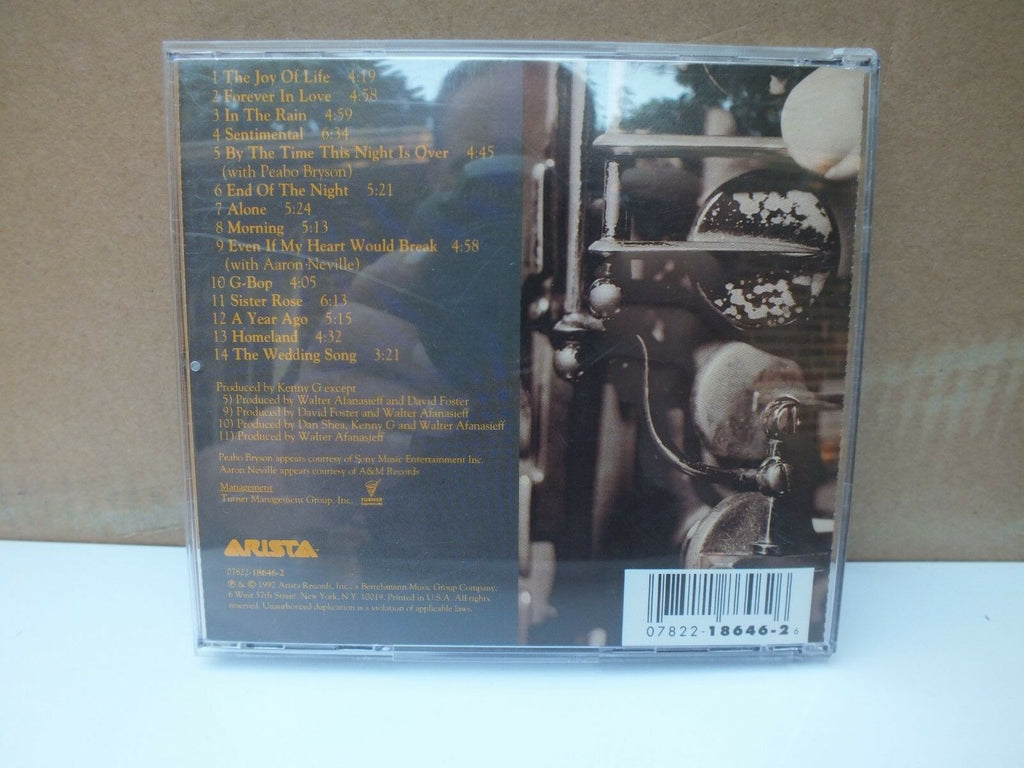 1 The Joy Of Life 4:19
2 Forever In Love 4:58
3 In The Rain 4:59
4 Sentimental 6:34
5 By The Time This Night Is Over 4:45
(with Peabo Bryson)
6 End Of The Night 5:21
7 Alone 5:24
8 Morning 5:13
9 Even If My Heart Would Break 4:58
(with Aaron Neville)
10 G-Bop 4:05
11 Sister Rose 6:13
12 A Year Ago 5:15
13 Homeland 4:32
14 The Wedding Song 3:21
Produced by Kenny G except
5) Produced by Walter Afanasieff and David Foster
9) Produced by David Foster and Walter Afanasieff
10) Produced by Dan Shea, Kenny G and Walter Afanasieff
11) Produced by Walter Afanasieff
Peabo Bryson appears courtesy of Sony Music Entertainment Inc.
Aaron Neville appears courtesy of A&M Records
Management
Turner Management Group, Inc.
TURNER
ARISTA
07822-18646-2
℗ & © 1992 Arista Records, Inc., a Bertelsmann Music Group Company,
6 West 57th Street, New York, N.Y. 10019. Printed in U.S.A. All rights
reserved. Unauthorized duplication is a violation of applicable laws.
07822-18646-2 6